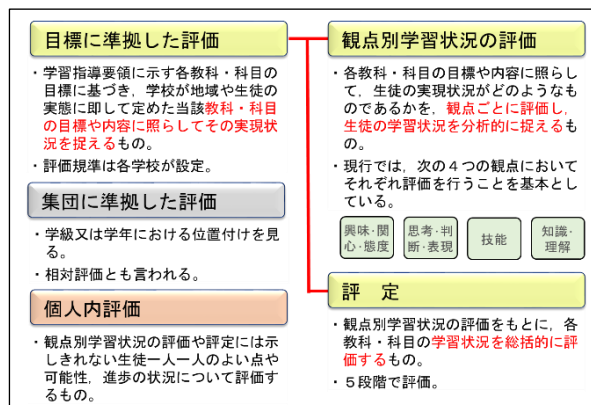 目標に準拠した評価
・学習指導要領に示す各教科・科目の
目標に基づき，学校が地域や生徒の
実態に即して定めた当該教科・科目
の目標や内容に照らしてその実現状
況を捉えるもの。
・評価規準は各学校が設定。
集団に準拠した評価
・学級又は学年における位置付けを見
る。
・相対評価とも言われる。
個人内評価
・観点別学習状況の評価や評定には示
しきれない生徒一人一人のよい点や
可能性，進歩の状況について評価す
るもの。
観点別学習状況の評価
・各教科・科目の目標や内容に照らし
て，生徒の実現状況がどのようなも
のであるかを，観点ごとに評価し，
生徒の学習状況を分析的に捉えるも
の。
・現行では，次の４つの観点において
それぞれ評価を行うことを基本とし
ている。
興味･関
心･態度
思考･判
断･表現
技能
知識･
理解
評　定
・観点別学習状況の評価をもとに，各
教科・科目の学習状況を総括的に評
価するもの。
・５段階で評価。